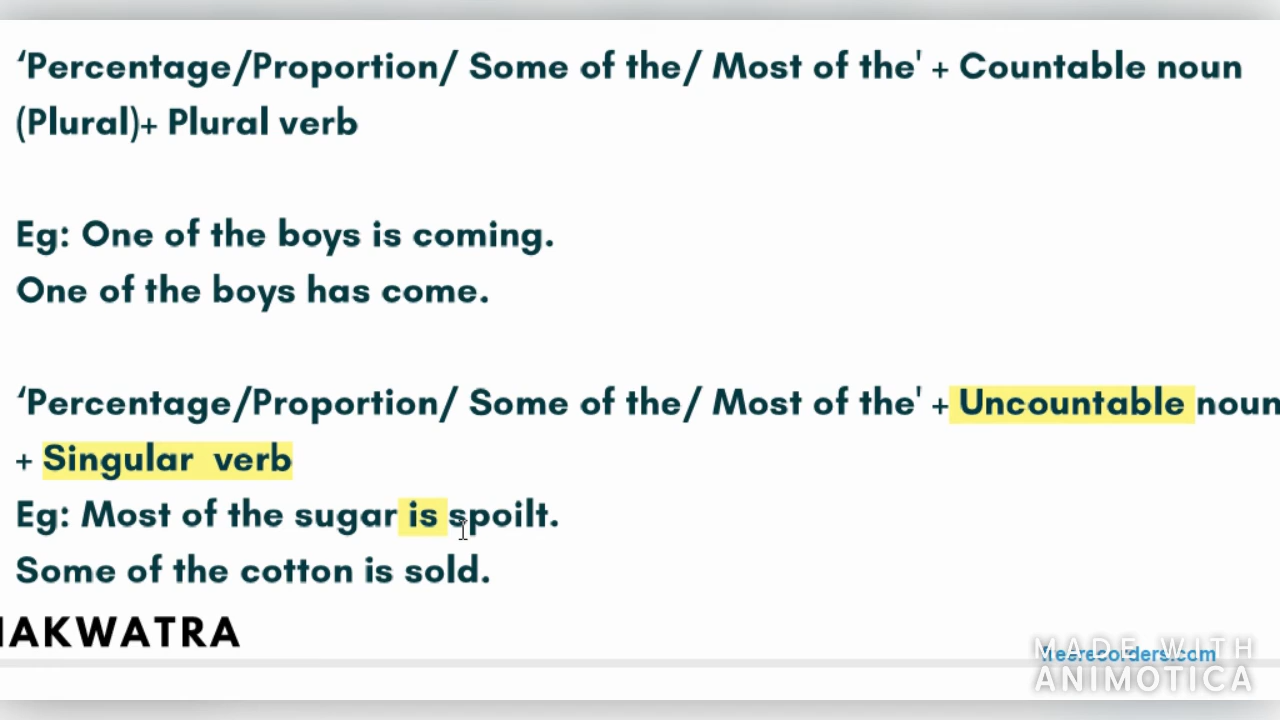 ‘Percentage/Proportion/ Some of the/ Most of the' + Countable noun
(Plural)+ Plural verb
Eg: One of the boys is coming.
One of the boys has come.
‘Percentage/Proportion/ Some of the/ Most of the' + Uncountable noun
+ Singular verb
Eg: Most of the sugar is spoilt.
Some of the cotton is sold.
AKWATRA
MADE WITH
ANIMOTICA